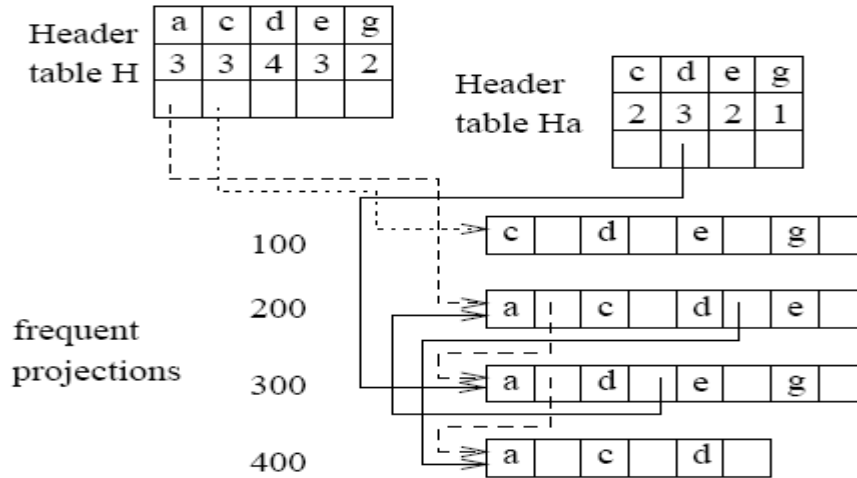 Header table H
a c d e g
3 3 4 3 2
Header table Ha
c d e g
2 3 2 1
100 c d e g
200 a c d e
frequent projections
300 a d e g
400 a c d